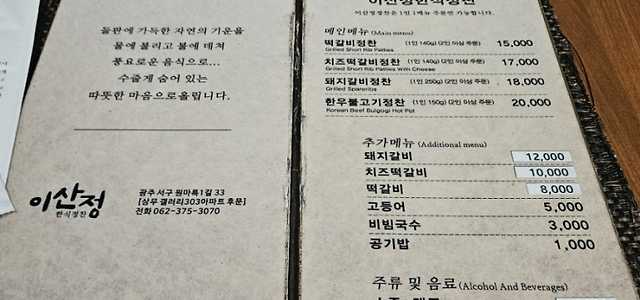 들판에 가득한 자연의 기운을
물에 불리고 불에 데쳐
풍요로운 음식으로...
수줍게 숨어 있는
따뜻한 마음으로올립니다.
이산정
한식정찬
광주 서구 원마륵1길 33
[상무 갤러리303아파트 후문]
전화 062-375-3070
이산정한식정찬
이산정정찬은 1인 1메뉴 주문만 가능합니다.
메인메뉴 (Main menu)
떡갈비정찬 (1인 140g) (2인 이상 주문) 15,000
Grilled Short Rib Patties
치즈떡갈비정찬 (1인 140g) (2인 이상 주문) 17,000
Grilled Short Rib Patties With Cheese
돼지갈비정찬 (1인 250g) (2인 이상 주문) 18,000
Grilled Spareribs
한우불고기정찬 (1인 150g) (2인 이상 주문) 20,000
Korean Beef Bulgogi Hot Pot
추가메뉴 (Additional menu)
돼지갈비 12,000
치즈떡갈비 10,000
떡갈비 8,000
고등어 5,000
비빔국수 3,000
공기밥 1,000
주류 및 음료 (Alcohol And Beverages)